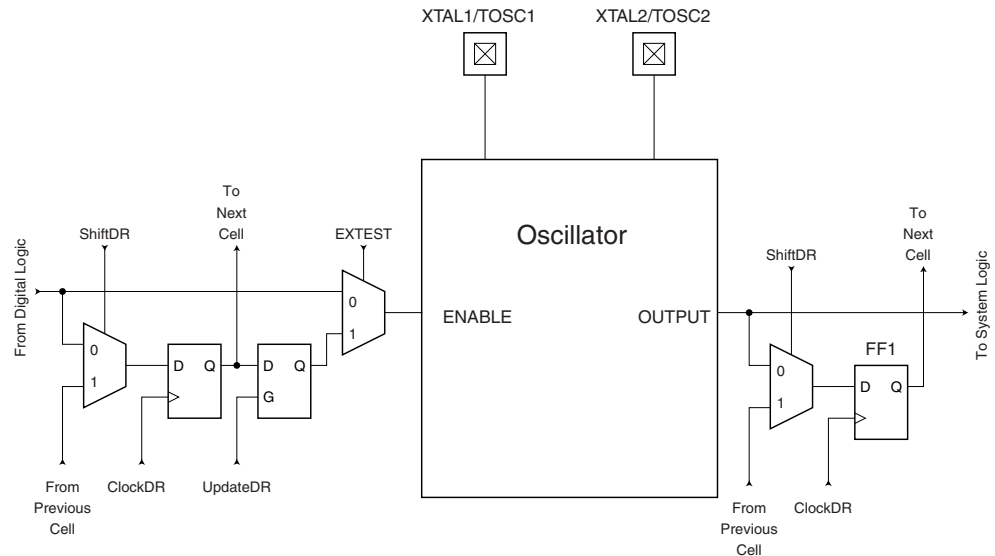 XTAL1/TOSC1
XTAL2/TOSC2
To
Next
Cell
ShiftDR
EXTEST
From Digital Logic
0
1
D Q
D Q
G
0
1
From
Previous
Cell
ClockDR
UpdateDR
Oscillator
ENABLE
OUTPUT
To
Next
Cell
ShiftDR
To System Logic
FF1
0
1
D Q
From
Previous
Cell
ClockDR